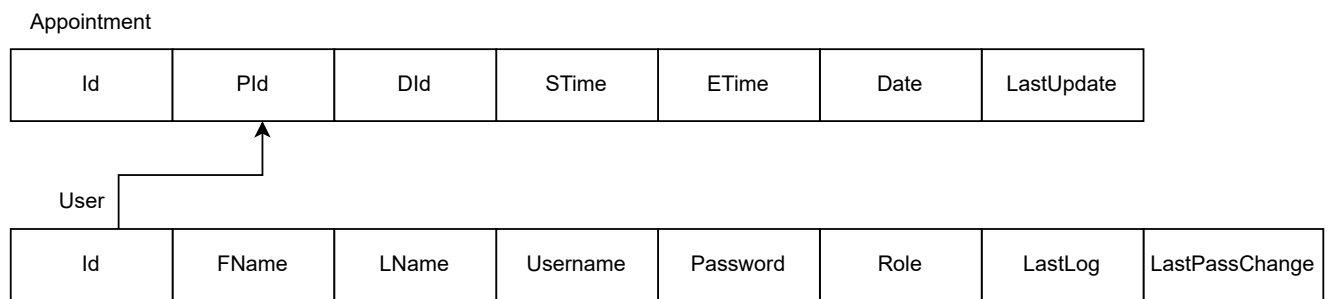 Appointment
Id PId DId STime ETime Date LastUpdate
User
Id FName LName Username Password Role LastLog LastPassChange